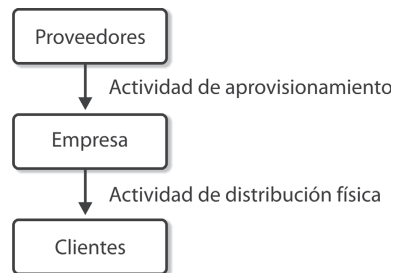 Proveedores
Actividad de aprovisionamiento
Empresa
Actividad de distribución física
Clientes